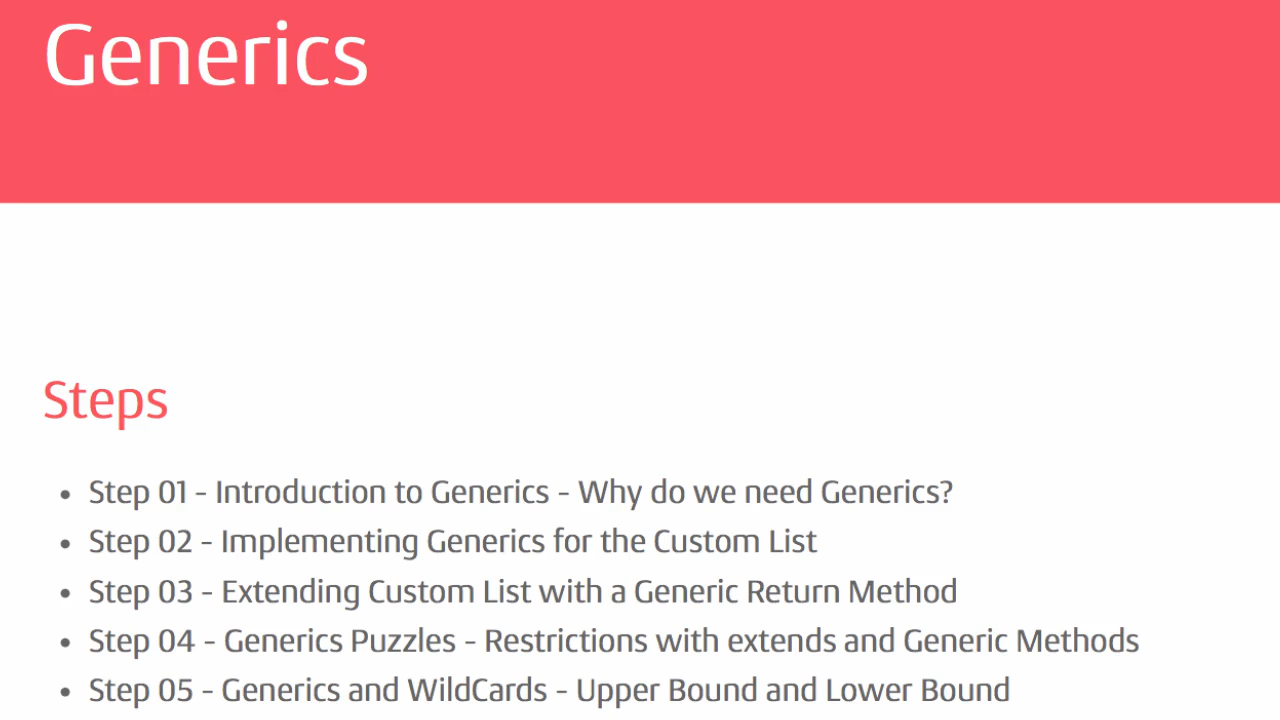 Generics
Steps
• Step 01 - Introduction to Generics - Why do we need Generics?
• Step 02 - Implementing Generics for the Custom List
• Step 03 - Extending Custom List with a Generic Return Method
• Step 04 - Generics Puzzles - Restrictions with extends and Generic Methods
• Step 05 - Generics and WildCards - Upper Bound and Lower Bound